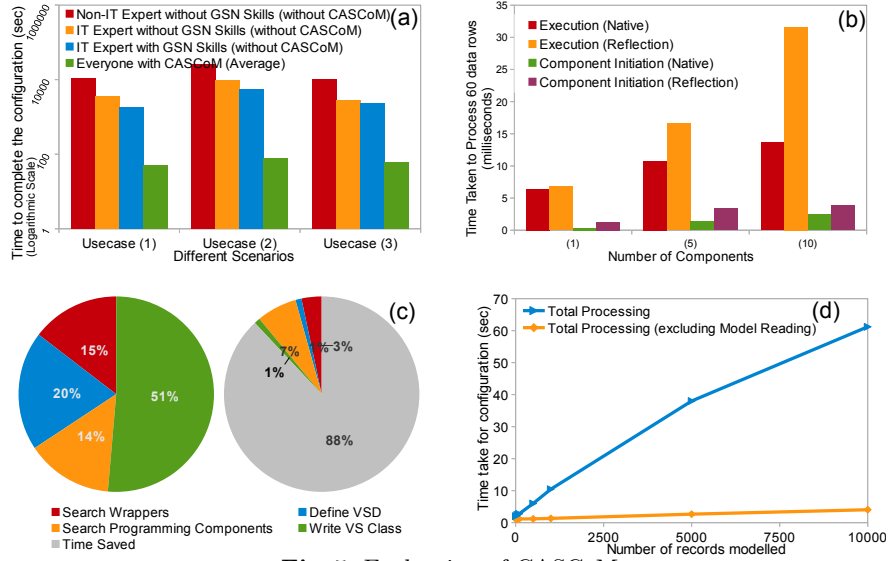 (a)
Time to complete the configuration (sec)
(Logarithmic Scale)
1000000
10000
100
1
Non-IT Expert without GSN Skills (without CASCoM)
IT Expert without GSN Skills (without CASCoM)
IT Expert with GSN Skills (without CASCoM)
Everyone with CASCoM (Average)
Usecase (1)
Usecase (2)
Usecase (3)
Different Scenarios
(b)
Time Taken to Process 60 data rows
(milliseconds)
35
30
25
20
15
10
5
0
Execution (Native)
Execution (Reflection)
Component Initiation (Native)
Component Initiation (Reflection)
(1)
(5)
(10)
Number of Components
(c)
15%
20%
51%
14%
7%
3%
1%
88%
Search Wrappers
Define VSD
Search Programming Components
Write VS Class
Time Saved
(d)
Time take for configuration (sec)
70
60
50
40
30
20
10
0
Total Processing
Total Processing (excluding Model Reading)
0
2500
5000
7500
10000
Number of records modelled